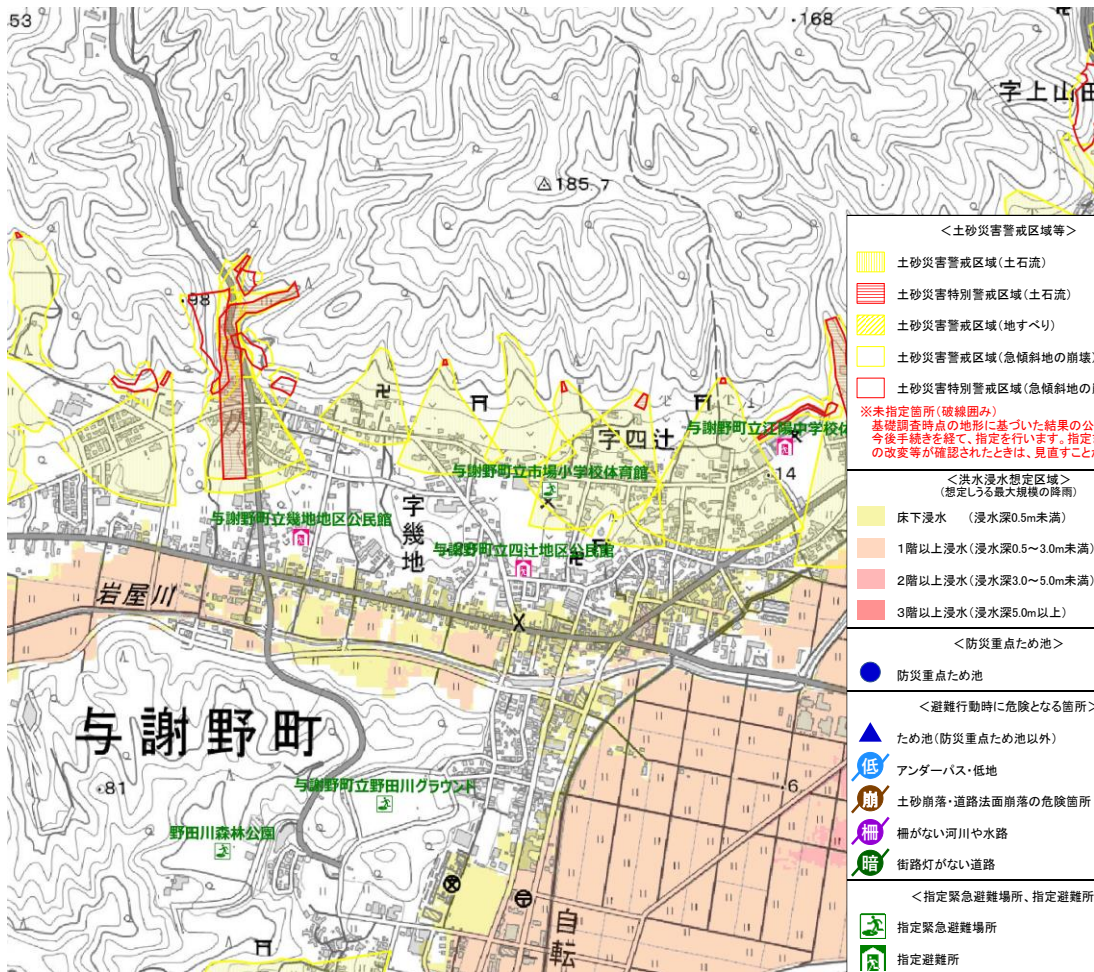 53
・168
字上山田
△185.7
・98
字四辻
与謝野町立江陽中学校体
与謝野町立市場小学校体育館
・14
字幾地
与謝野町立幾地地区公民館
与謝野町立四辻地区公民館
岩屋川
与謝野町
・6
・81
与謝野町立野田川グラウンド
野田川森林公園
自転
＜土砂災害警戒区域等＞
土砂災害警戒区域(土石流)
土砂災害特別警戒区域(土石流)
土砂災害警戒区域(地すべり)
土砂災害警戒区域(急傾斜地の崩壊)
土砂災害特別警戒区域(急傾斜地の
※未指定箇所(破線囲み)
基礎調査時点の地形に基づいた結果の公
今後手続きを経て、指定を行います。指定
の改変等が確認されたときは、見直すことが
＜洪水浸水想定区域＞
(想定しうる最大規模の降雨)
床下浸水　(浸水深0.5m未満)
1階以上浸水(浸水深0.5～3.0m未満)
2階以上浸水(浸水深3.0～5.0m未満)
3階以上浸水(浸水深5.0m以上)
＜防災重点ため池＞
防災重点ため池
＜避難行動時に危険となる箇所＞
ため池(防災重点ため池以外)
低 アンダーパス・低地
崩 土砂崩落・道路法面崩落の危険箇所
柵 柵がない河川や水路
暗 街路灯がない道路
＜指定緊急避難場所、指定避難所
指定緊急避難場所
指定避難所